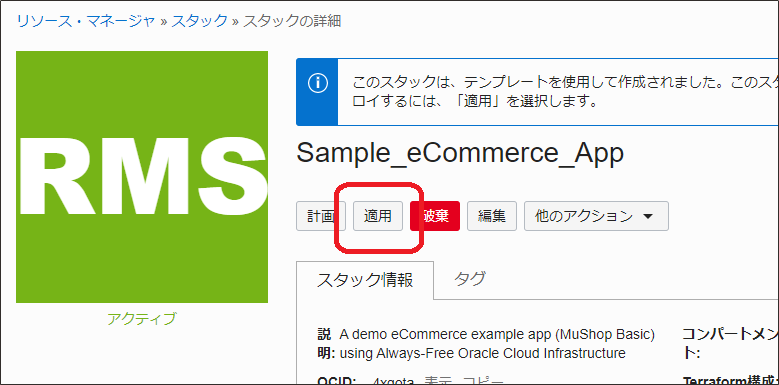 リソース・マネージャ » スタック » スタックの詳細
RMS
アクティブ
このスタックは、テンプレートを使用して作成されました。このスタ
ロイするには、「適用」を選択します。
Sample_eCommerce_App
計画 適用 破棄 編集 他のアクション
スタック情報 タグ
説明: A demo eCommerce example app (MuShop Basic)
using Always-Free Oracle Cloud Infrastructure
コンパートメント:
OCID: ...4xgota 表示 コピー
Terraform構成: